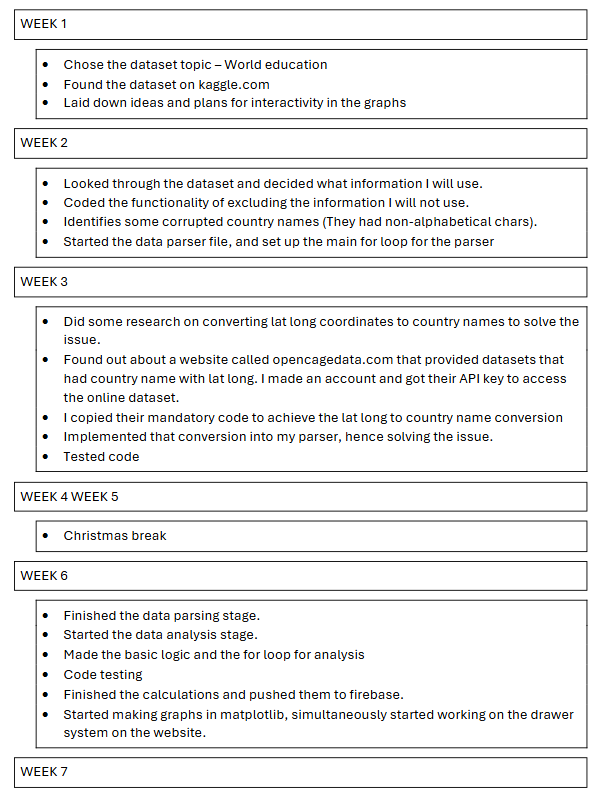 WEEK 1
• Chose the dataset topic – World education
• Found the dataset on kaggle.com
• Laid down ideas and plans for interactivity in the graphs
WEEK 2
• Looked through the dataset and decided what information I will use.
• Coded the functionality of excluding the information I will not use.
• Identifies some corrupted country names (They had non-alphabetical chars).
• Started the data parser file, and set up the main for loop for the parser
WEEK 3
• Did some research on converting lat long coordinates to country names to solve the
issue.
• Found out about a website called opencagedata.com that provided datasets that
had country name with lat long. I made an account and got their API key to access
the online dataset.
• I copied their mandatory code to achieve the lat long to country name conversion
• Implemented that conversion into my parser, hence solving the issue.
• Tested code
WEEK 4 WEEK 5
• Christmas break
WEEK 6
• Finished the data parsing stage.
• Started the data analysis stage.
• Made the basic logic and the for loop for analysis
• Code testing
• Finished the calculations and pushed them to firebase.
• Started making graphs in matplotlib, simultaneously started working on the drawer
system on the website.
WEEK 7